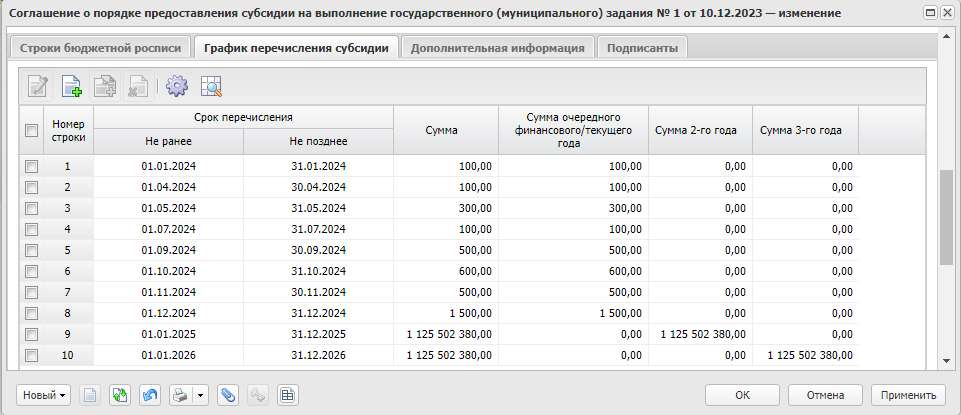 Соглашение о порядке предоставления субсидии на выполнение государственного (муниципального) задания № 1 от 10.12.2023 — изменение
Строки бюджетной росписи График перечисления субсидии Дополнительная информация Подписанты
Номер строки Срок перечисления Сумма Сумма очередного финансового/текущего года Сумма 2-го года Сумма 3-го года
Не ранее Не позднее
1 01.01.2024 31.01.2024 100,00 100,00 0,00 0,00
2 01.04.2024 30.04.2024 100,00 100,00 0,00 0,00
3 01.05.2024 31.05.2024 300,00 300,00 0,00 0,00
4 01.07.2024 31.07.2024 100,00 100,00 0,00 0,00
5 01.09.2024 30.09.2024 500,00 500,00 0,00 0,00
6 01.10.2024 31.10.2024 600,00 600,00 0,00 0,00
7 01.11.2024 30.11.2024 500,00 500,00 0,00 0,00
8 01.12.2024 31.12.2024 1 500,00 1 500,00 0,00 0,00
9 01.01.2025 31.12.2025 1 125 502 380,00 0,00 1 125 502 380,00 0,00
10 01.01.2026 31.12.2026 1 125 502 380,00 0,00 0,00 1 125 502 380,00
Новый ОК Отмена Применить